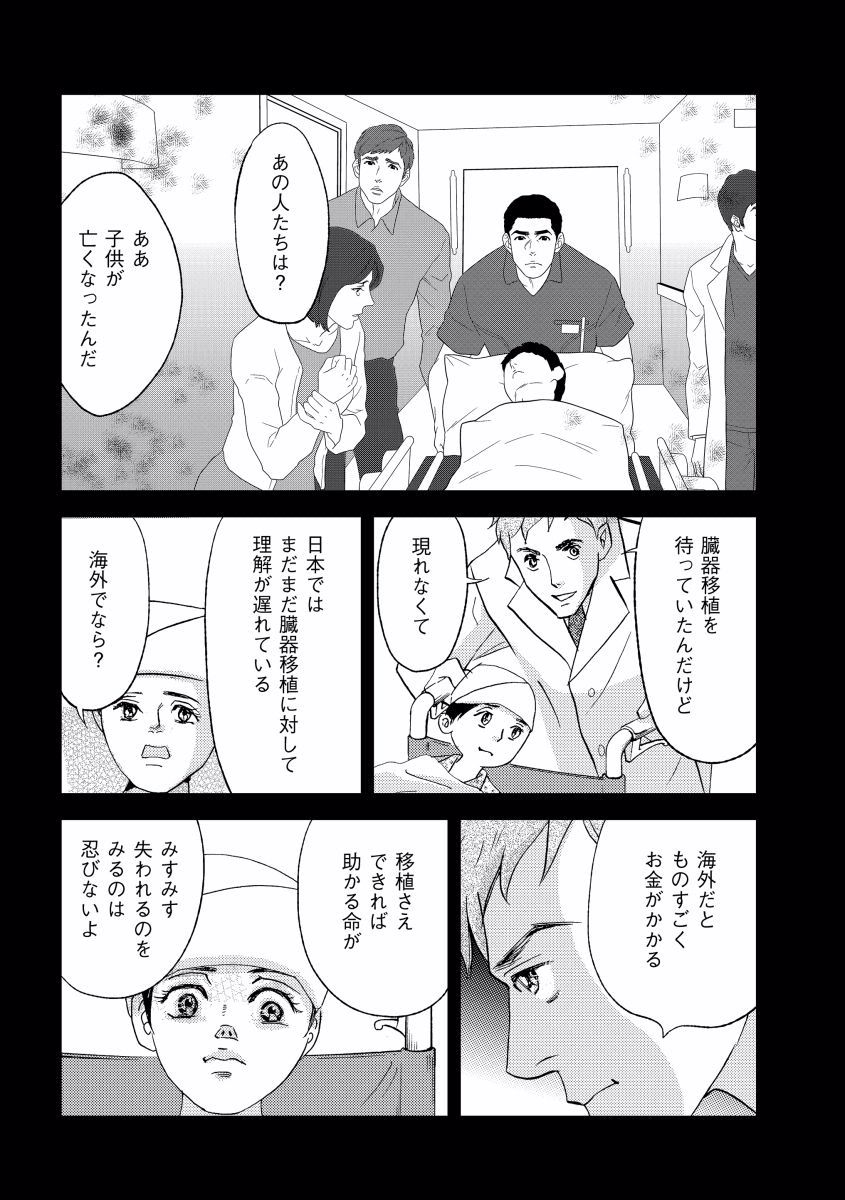 あの人たちは?
ああ
子供が
亡くなったんだ
臓器移植を
待っていたんだけど
現れなくて
日本では
まだまだ臓器移植に対して
理解が遅れている
海外でなら?
海外だと
ものすごく
お金がかかる
移植さえ
できれば
助かる命が
みすみす
失われるのを
みるのは
忍びないよ